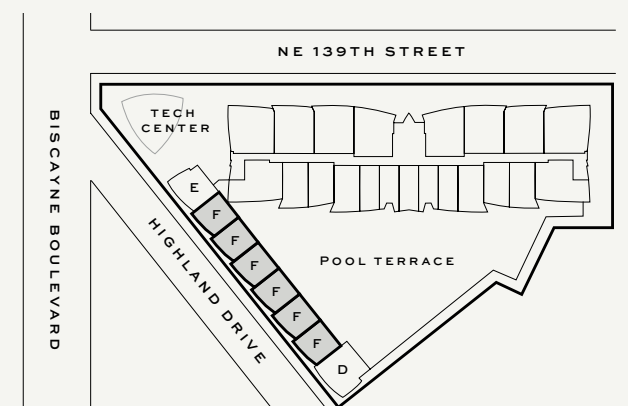 NE 139TH STREET
BISCAYNE BOULEVARD
TECH
CENTER
E
F
F
F
F
F
F
D
HIGHLAND DRIVE
POOL TERRACE